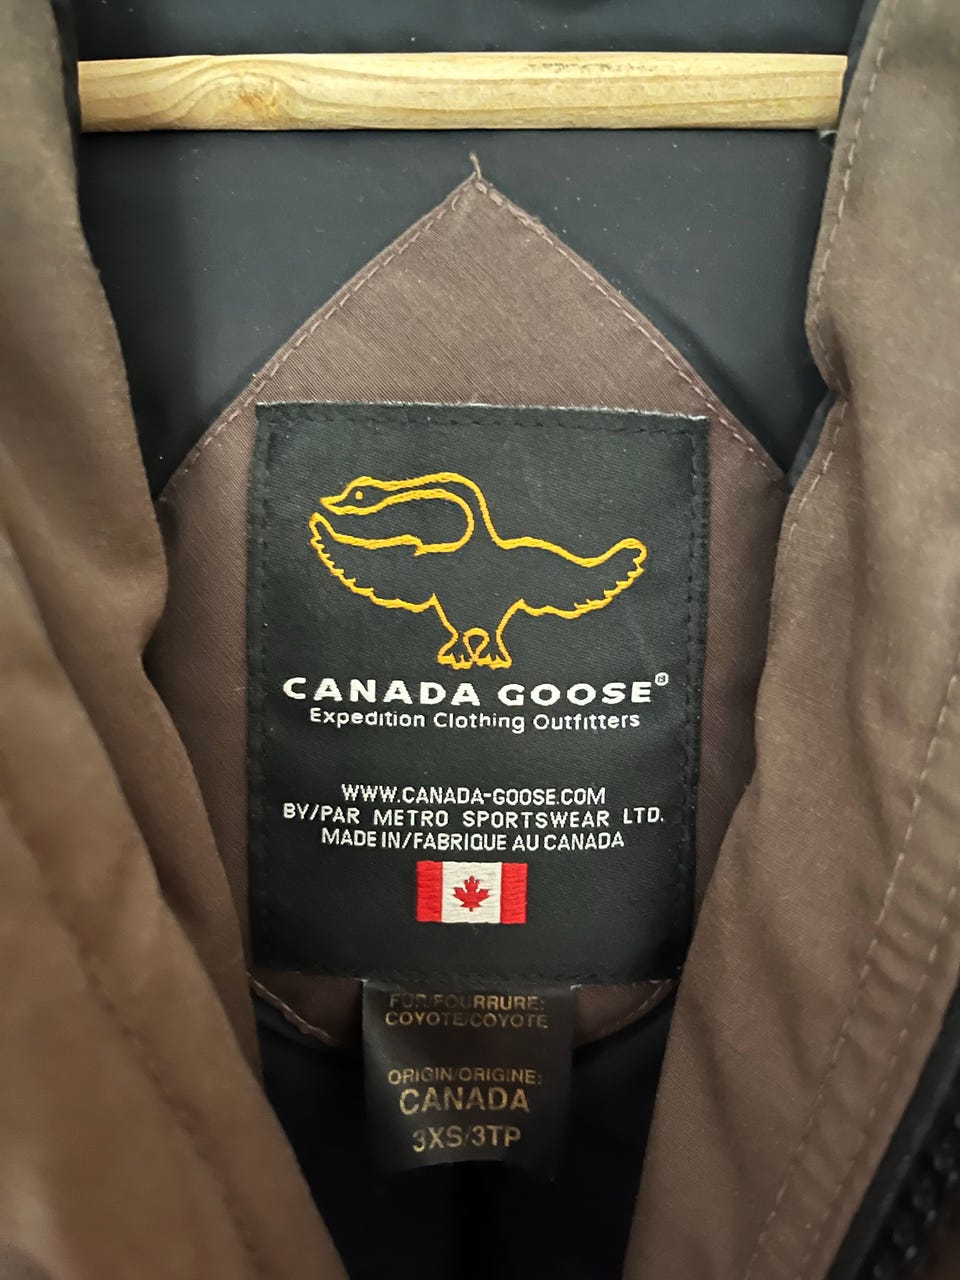 CANADA GOOSE®
Expedition Clothing Outfitters
WWW.CANADA-GOOSE.COM
BY/PAR METRO SPORTSWEAR LTD.
MADE IN/FABRIQUE AU CANADA
FUR/FOURRURE:
COYOTE/COYOTE
ORIGIN/ORIGINE:
CANADA
3XS/3TP